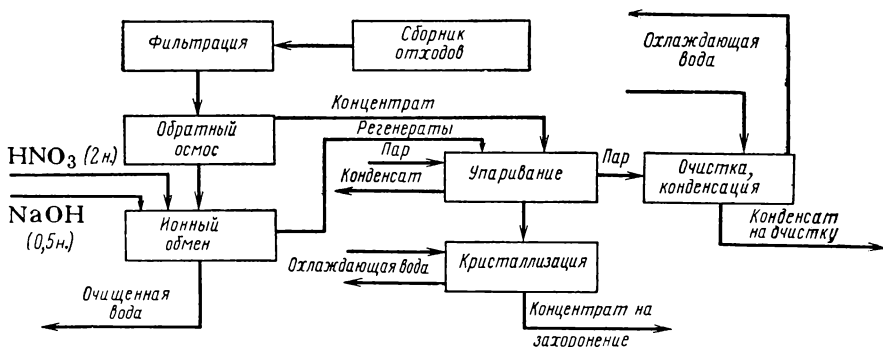 Фильтрация
Сборник
отходов
Охлаждающая
вода
Концентрат
Обратный
осмос
Регенераты
HNO₃ (2н.)
Пар
Упаривание
Пар
Очистка,
конденсация
Конденсат
NaOH
(0,5н.)
Ионный
обмен
Конденсат
на очистку
Охлаждающая вода
Кристаллизация
Очищенная
вода
Концентрат на
захоронение